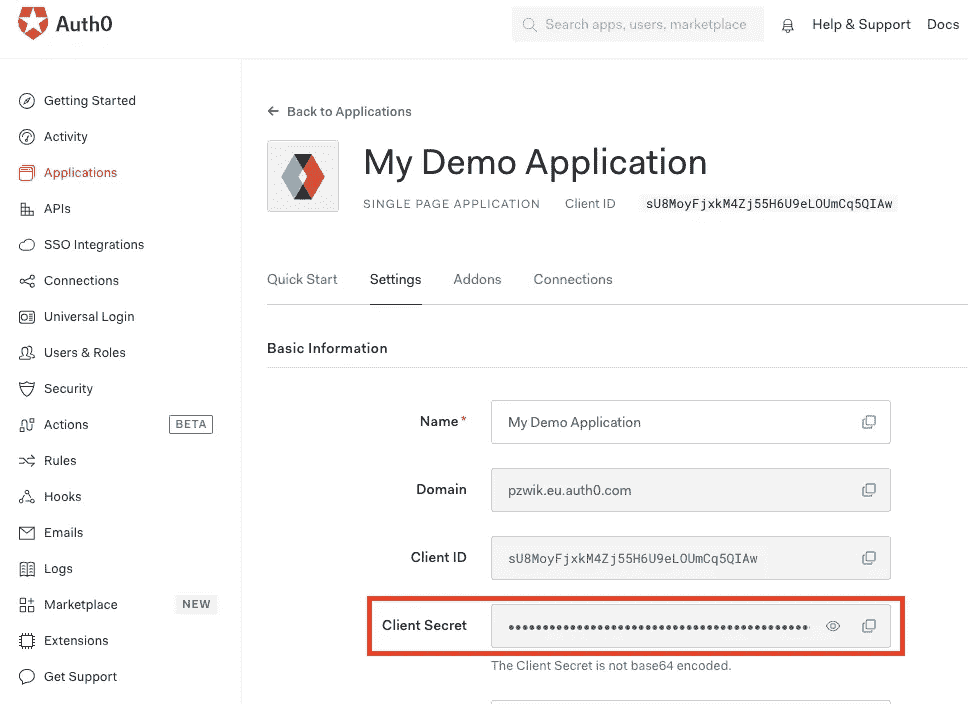 Auth0
Search apps, users, marketplace
Help & Support
Docs
Getting Started
Activity
Applications
APIs
SSO Integrations
Connections
Universal Login
Users & Roles
Security
Actions BETA
Rules
Hooks
Emails
Logs
Marketplace NEW
Extensions
Get Support
Back to Applications
My Demo Application
SINGLE PAGE APPLICATION Client ID sU8MoyFjxkM4Zj55H6U9eLOUmCq5QIAw
Quick Start Settings Addons Connections
Basic Information
Name* My Demo Application
Domain pzwik.eu.auth0.com
Client ID sU8MoyFjxkM4Zj55H6U9eLOUmCq5QIAw
Client Secret
The Client Secret is not base64 encoded.